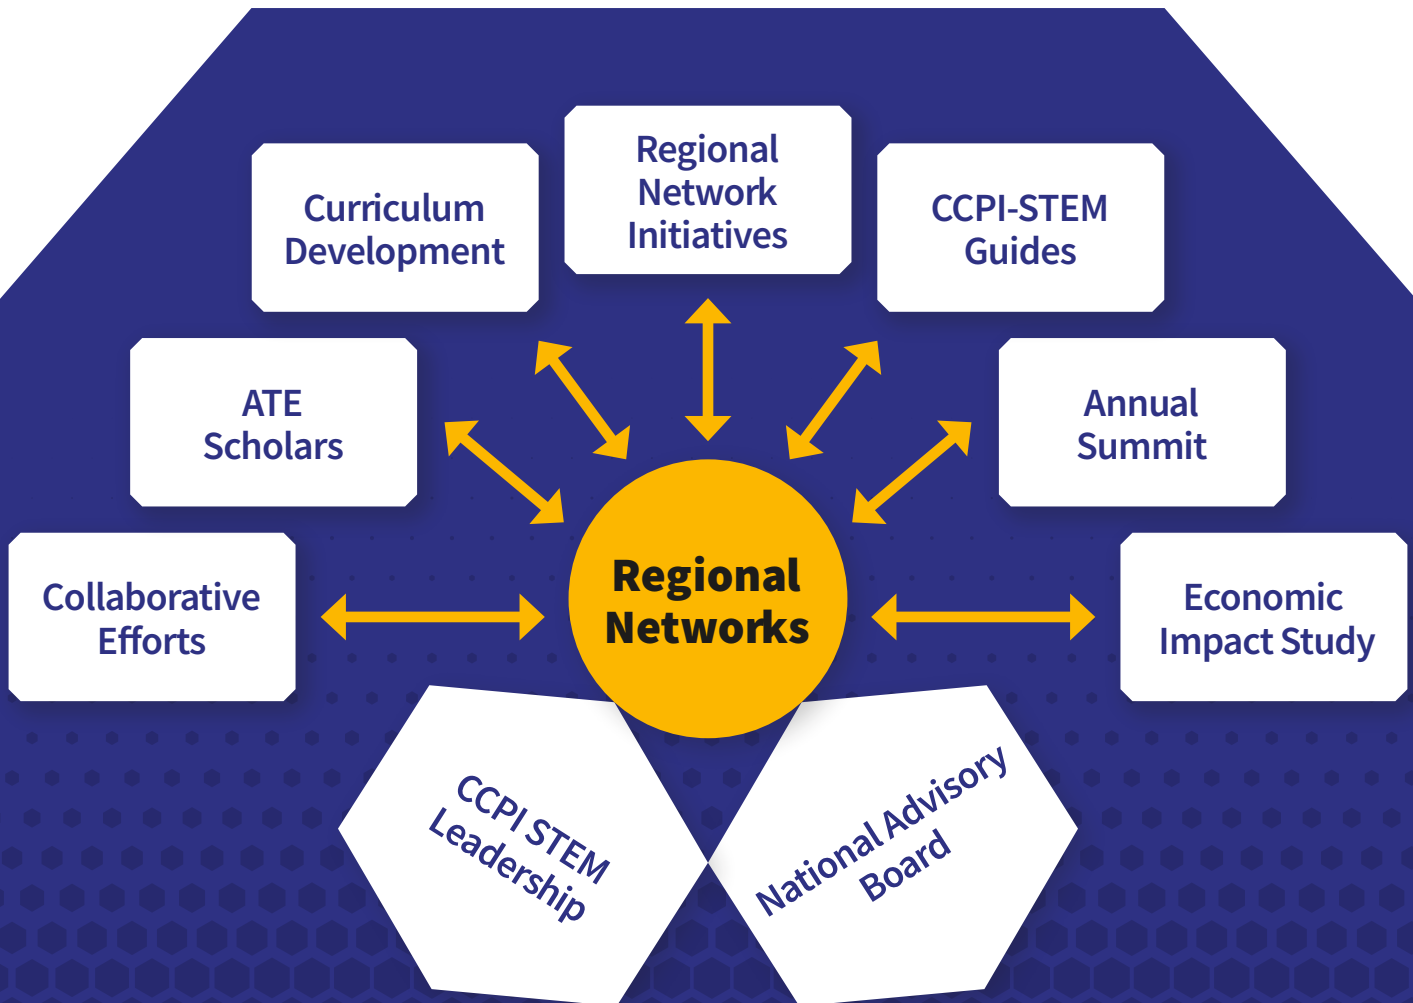 Regional
Network
Initiatives
Curriculum
Development
CCPI-STEM
Guides
ATE
Scholars
Annual
Summit
Collaborative
Efforts
Regional
Networks
Economic
Impact Study
CCPI STEM
Leadership
National Advisory
Board